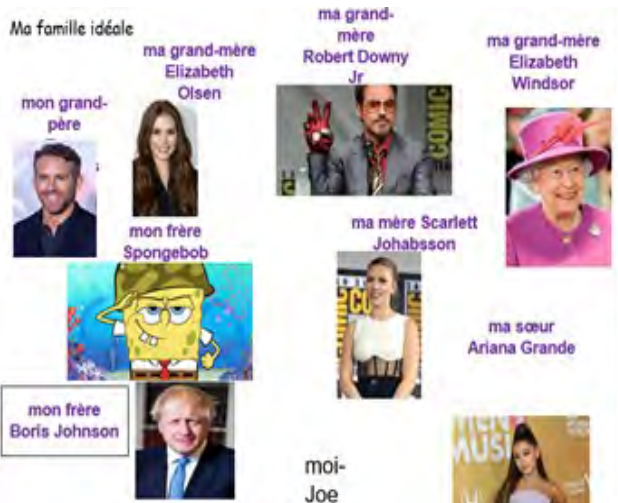 Ma famille idéale
ma grand-mère
Elizabeth
Olsen
ma grand-
mère
Robert Downy
Jr
ma grand-mère
Elizabeth
Windsor
mon grand-
père
mon frère
Spongebob
ma mère Scarlett
Johabsson
ma sœur
Ariana Grande
mon frère
Boris Johnson
moi-
Joe
COMIC